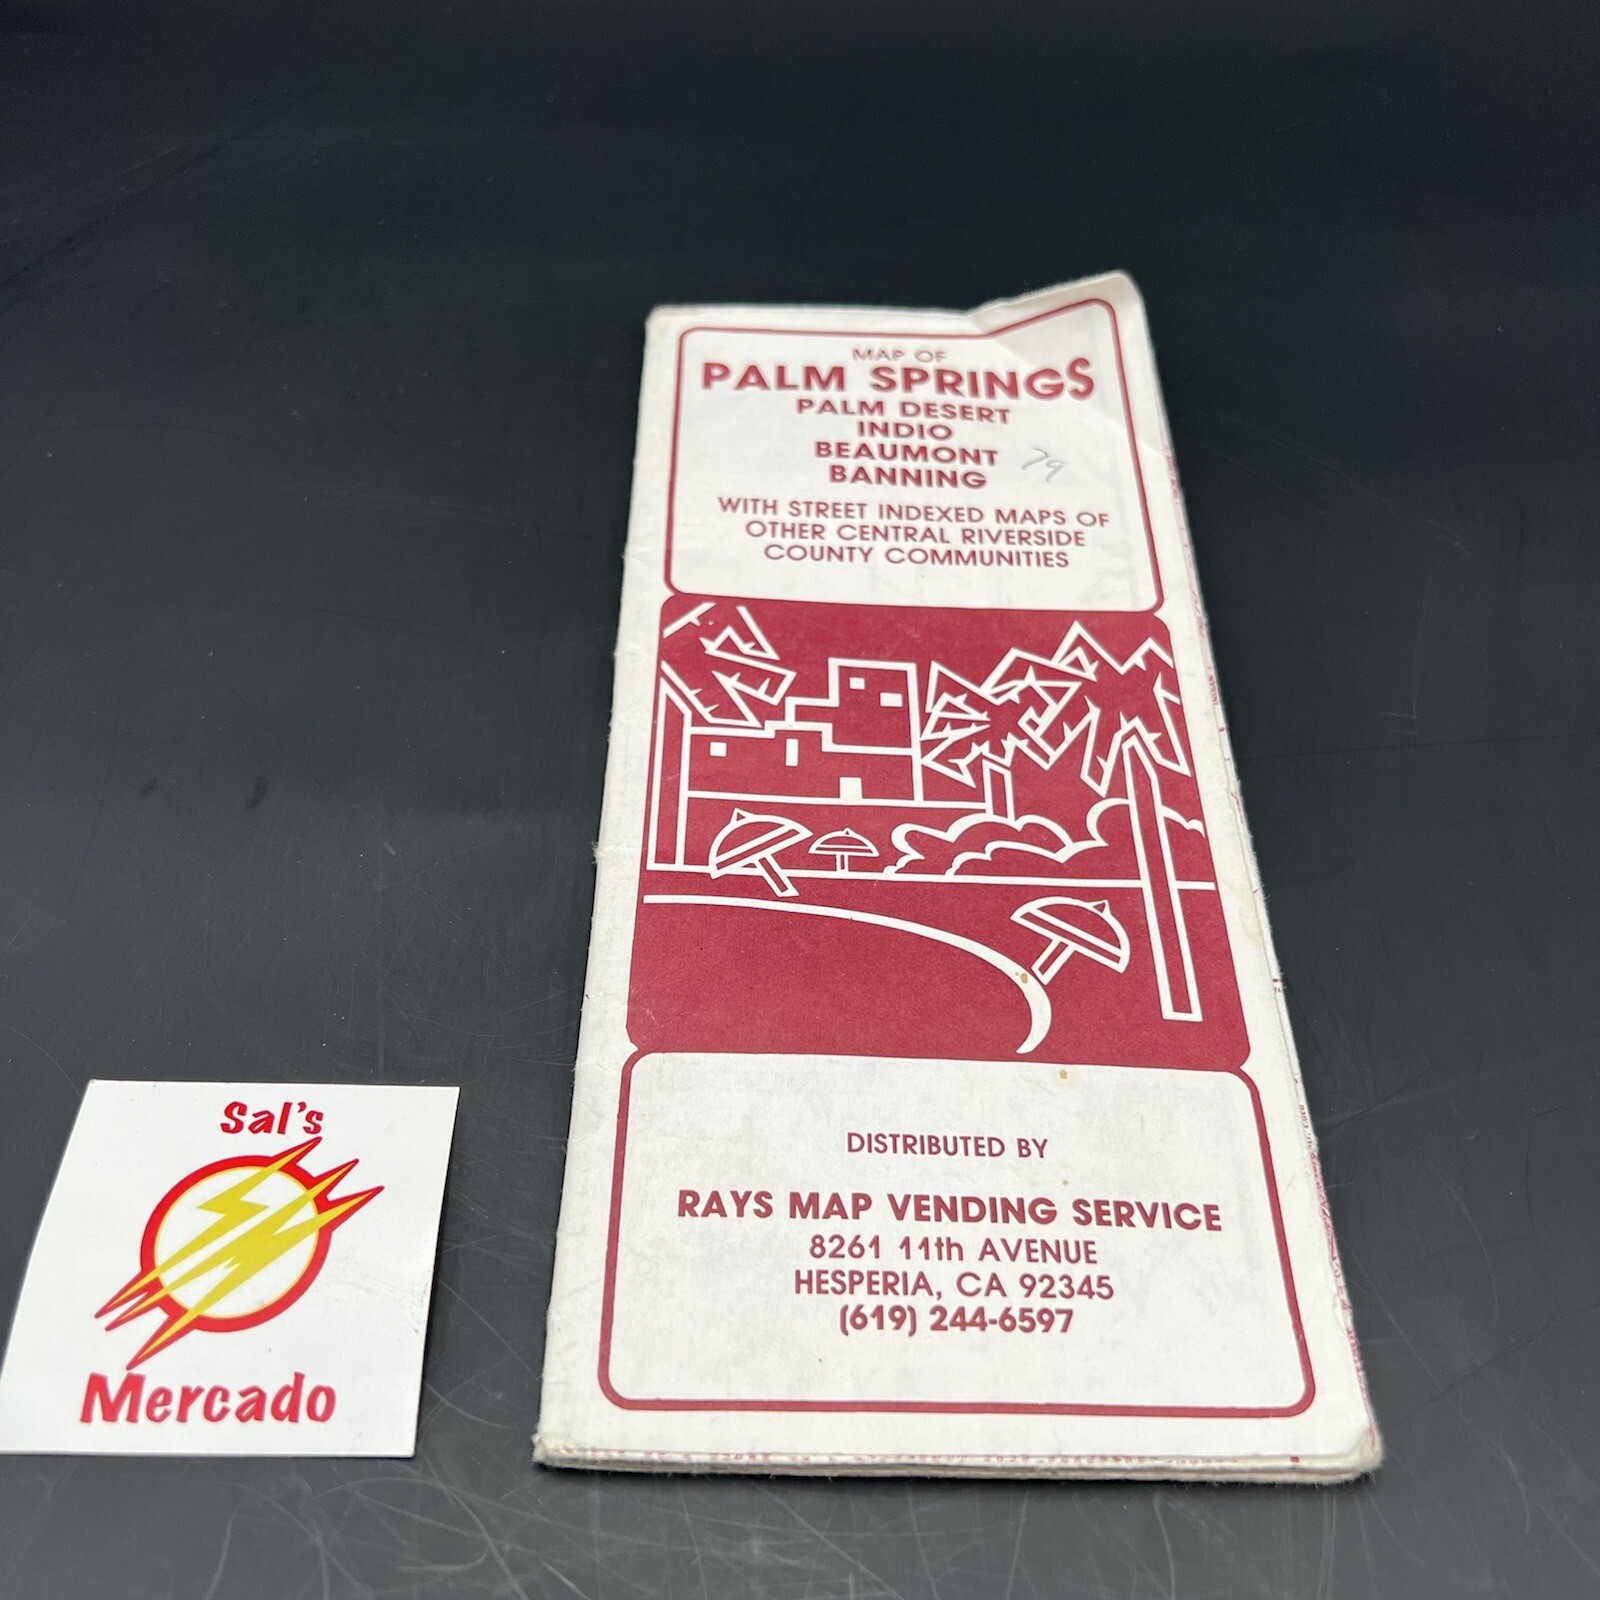 MAP OF
PALM SPRINGS
PALM DESERT
INDIO
BEAUMONT
79
BANNING
WITH STREET INDEXED MAPS OF
OTHER CENTRAL RIVERSIDE
COUNTY COMMUNITIES
DISTRIBUTED BY
RAYS MAP VENDING SERVICE
8261 11th AVENUE
HESPERIA, CA 92345
(619) 244-6597
Sal's
Mercado